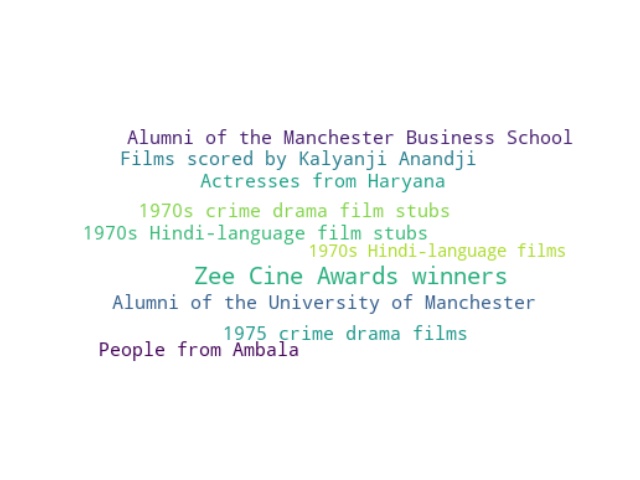 Alumni of the Manchester Business School
Films scored by Kalyanji Anandji
Actresses from Haryana
1970s crime drama film stubs
1970s Hindi-language film stubs
1970s Hindi-language films
Zee Cine Awards winners
Alumni of the University of Manchester
1975 crime drama films
People from Ambala